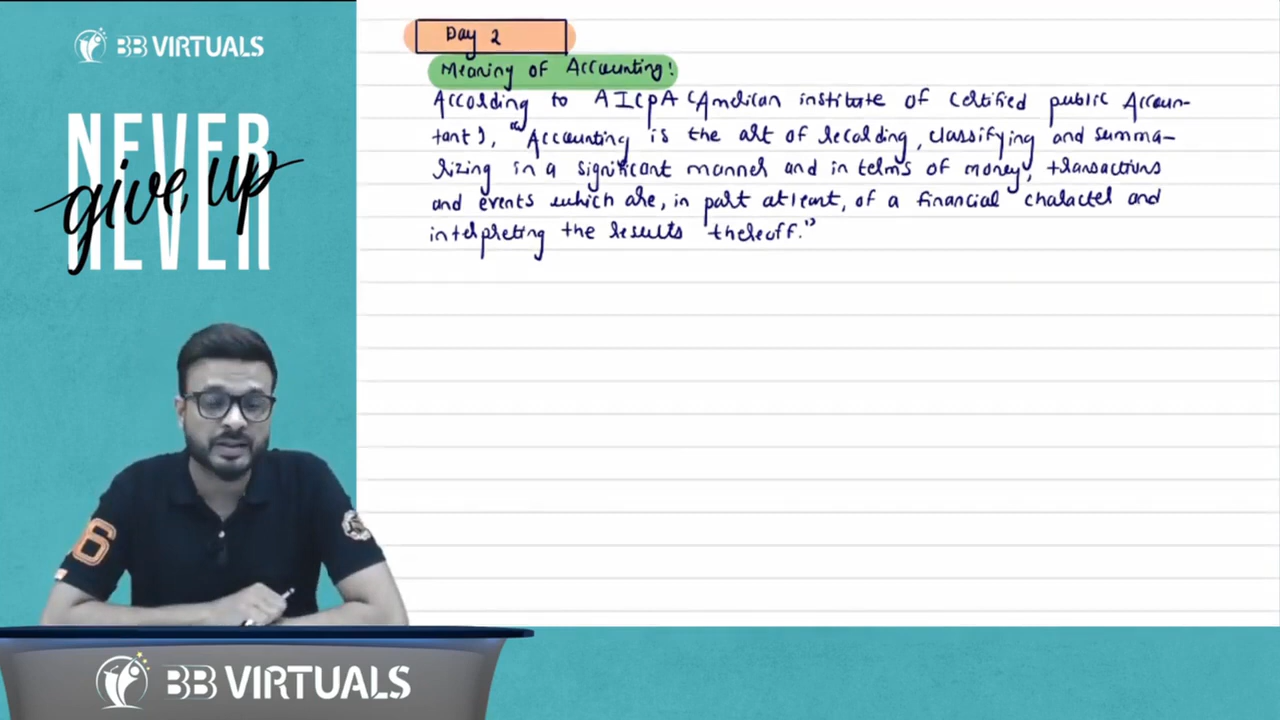 BB VIRTUALS
NEVER
give up
NEVER
6
BB VIRTUALS
Day 2
Meaning of Accounting:
According to AICPA (American institute of certified public Accoun-
tant), "Accounting is the art of recording, classifying and summa-
rizing in a significant manner and in terms of money, transactions
and events which are, in part atleast, of a financial character and
interpreting the results thereoff."